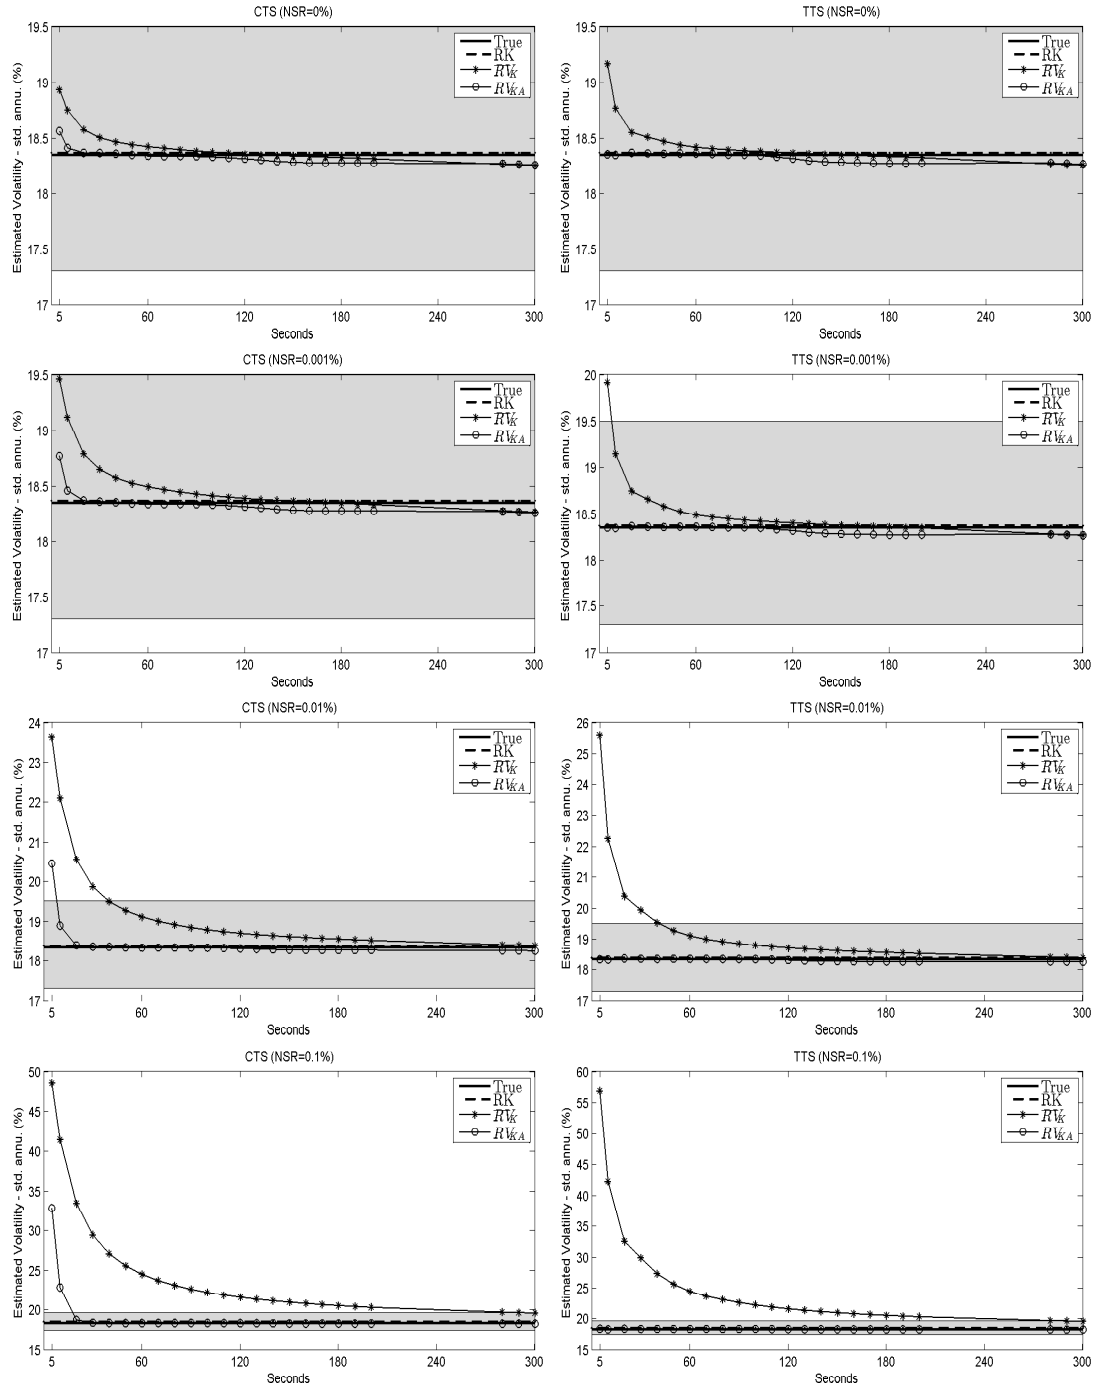 CTS (NSR=0%)
Estimated Volatility - std. annu. (%)
19.5
19
18.5
18
17.5
17
5 60 120 180 240 300
Seconds
True
RK
RV_K
RV_KA
TTS (NSR=0%)
Estimated Volatility - std. annu. (%)
19.5
19
18.5
18
17.5
17
5 60 120 180 240 300
Seconds
True
RK
RV_K
RV_KA
CTS (NSR=0.001%)
Estimated Volatility - std. annu. (%)
19.5
19
18.5
18
17.5
17
5 60 120 180 240 300
Seconds
True
RK
RV_K
RV_KA
TTS (NSR=0.001%)
Estimated Volatility - std. annu. (%)
20
19.5
19
18.5
18
17.5
17
5 60 120 180 240 300
Seconds
True
RK
RV_K
RV_KA
CTS (NSR=0.01%)
Estimated Volatility - std. annu. (%)
24
23
22
21
20
19
18
17
5 60 120 180 240 300
Seconds
True
RK
RV_K
RV_KA
TTS (NSR=0.01%)
Estimated Volatility - std. annu. (%)
26
25
24
23
22
21
20
19
18
17
5 60 120 180 240 300
Seconds
True
RK
RV_K
RV_KA
CTS (NSR=0.1%)
Estimated Volatility - std. annu. (%)
50
45
40
35
30
25
20
15
5 60 120 180 240 300
Seconds
True
RK
RV_K
RV_KA
TTS (NSR=0.1%)
Estimated Volatility - std. annu. (%)
60
55
50
45
40
35
30
25
20
15
5 60 120 180 240 300
Seconds
True
RK
RV_K
RV_KA